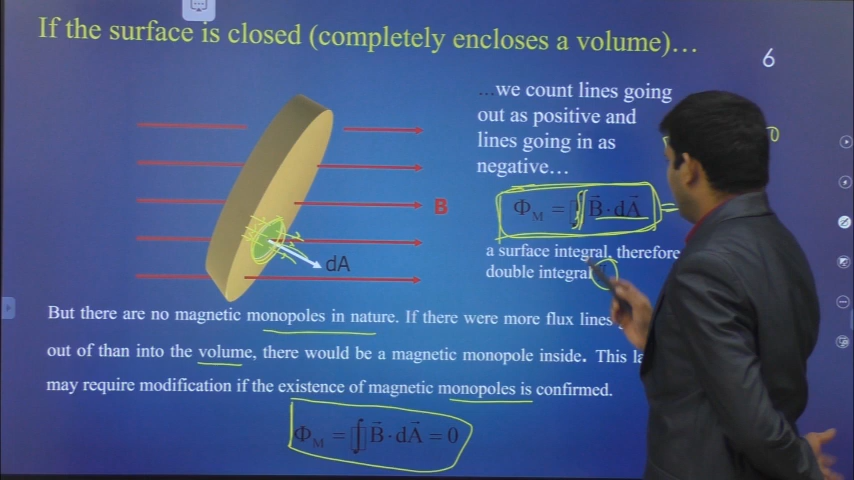 If the surface is closed (completely encloses a volume)…
6
…we count lines going
out as positive and
lines going in as
negative…
Φ_M = ∯ B⃗ · dA⃗
B
dA
a surface integral, therefore
double integral
But there are no magnetic monopoles in nature. If there were more flux lines
out of than into the volume, there would be a magnetic monopole inside. This
may require modification if the existence of magnetic monopoles is confirmed.
Φ_M = ∯ B⃗ · dA⃗ = 0